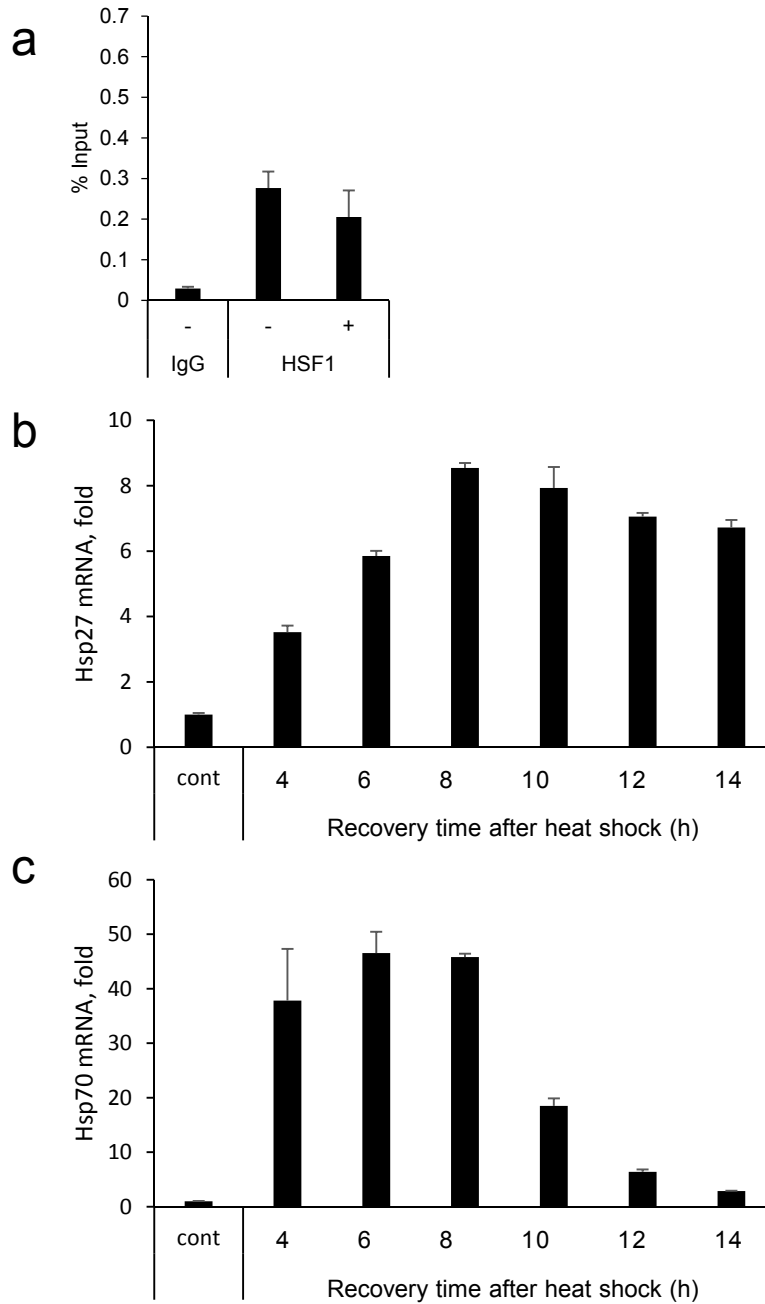 a
% Input
0.7
0.6
0.5
0.4
0.3
0.2
0.1
0
- - +
IgG HSF1
b
Hsp27 mRNA, fold
10
8
6
4
2
0
cont 4 6 8 10 12 14
Recovery time after heat shock (h)
c
Hsp70 mRNA, fold
60
50
40
30
20
10
0
cont 4 6 8 10 12 14
Recovery time after heat shock (h)